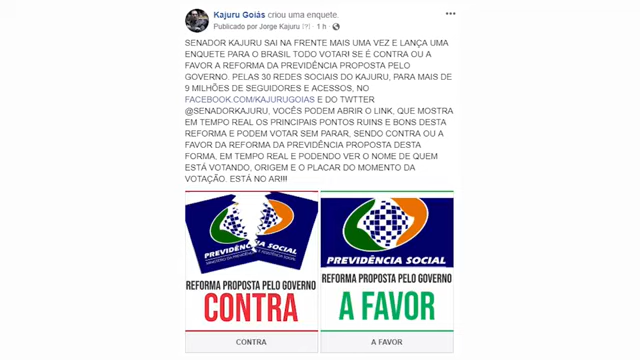 Kajuru Goiás criou uma enquete.
Publicado por Jorge Kajuru [?] · 1 h ·
SENADOR KAJURU SAI NA FRENTE MAIS UMA VEZ E LANÇA UMA
ENQUETE PARA O BRASIL TODO VOTAR! SE É CONTRA OU A
FAVOR A REFORMA DA PREVIDÊNCIA PROPOSTA PELO
GOVERNO. PELAS 30 REDES SOCIAIS DO KAJURU, PARA MAIS DE
9 MILHÕES DE SEGUIDORES E ACESSOS, NO
FACEBOOK.COM/KAJURUGOIAS E DO TWTTER
@SENADORKAJURU, VOCÊS PODEM ABRIR O LINK, QUE MOSTRA
EM TEMPO REAL OS PRINCIPAIS PONTOS RUINS E BONS DESTA
REFORMA E PODEM VOTAR SEM PARAR, SENDO CONTRA OU A
FAVOR DA REFORMA DA PREVIDÊNCIA PROPOSTA DESTA
FORMA, EM TEMPO REAL E PODENDO VER O NOME DE QUEM
ESTÁ VOTANDO, ORIGEM E O PLACAR DO MOMENTO DA
VOTAÇÃO. ESTÁ NO AR!!!!
PREVIDÊNCIA SOCIAL
MINISTÉRIO DA PREVIDÊNCIA E ASSISTÊNCIA SOCIAL
REFORMA PROPOSTA PELO GOVERNO
CONTRA
CONTRA
PREVIDÊNCIA SOCIAL
REFORMA PROPOSTA PELO GOVERNO
A FAVOR
A FAVOR